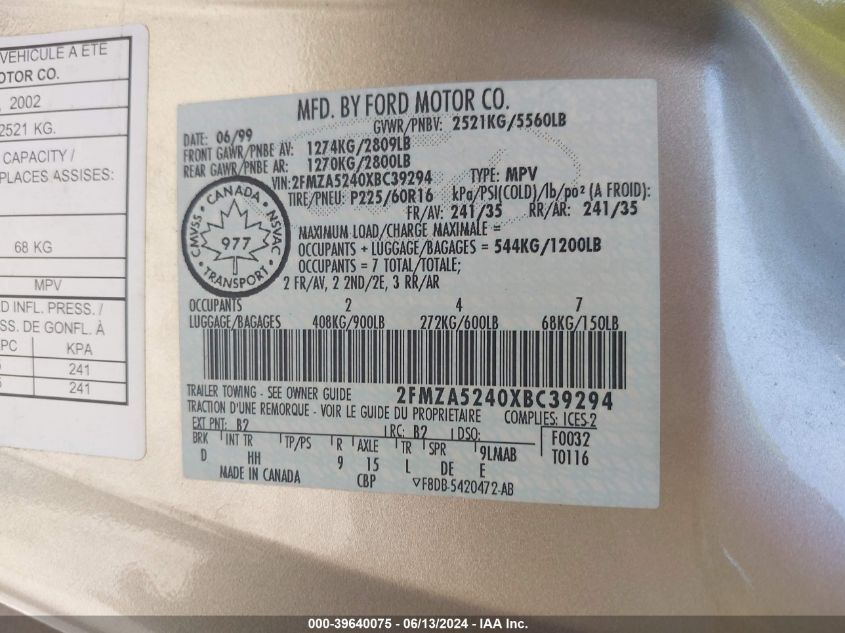 VEHICULE A ETE
OTOR CO.
, 2002
2521 KG.
CAPACITY /
PLACES ASSISES:
68 KG
MPV
D INFL. PRESS. /
SS. DE GONFL. À
PC KPA
5 241
5 241
MFD. BY FORD MOTOR CO.
DATE: 06/99 GVWR/PNBV: 2521KG/5560LB
FRONT GAWR/PNBE AV: 1274KG/2809LB
REAR GAWR/PNBE AR: 1270KG/2800LB
VIN: 2FMZA5240XBC39294 TYPE: MPV
TIRE/PNEU: P225/60R16 kPa/PSI(COLD)/lb/po² (A FROID):
FR/AV: 241/35 RR/AR: 241/35
CANADA
CMVSS NSVAC
977
TRANSPORT
MAXIMUM LOAD/CHARGE MAXIMALE =
OCCUPANTS + LUGGAGE/BAGAGES = 544KG/1200LB
OCCUPANTS = 7 TOTAL/TOTALE;
2 FR/AV, 2 2ND/2E, 3 RR/AR
OCCUPANTS 2 4 7
LUGGAGE/BAGAGES 408KG/900LB 272KG/600LB 68KG/150LB
TRAILER TOWING - SEE OWNER GUIDE 2FMZA5240XBC39294
TRACTION D'UNE REMORQUE - VOIR LE GUIDE DU PROPRIETAIRE COMPLIES: ICES-2
EXT PNT: B2 RC: B2 DSO: F0032
BRK INT TR TP/PS R AXLE TR SPR 9LMAB T0116
D HH 9 15 L DE E
MADE IN CANADA CBP ▽F8DB-5420472-AB
000-39640075 - 06/13/2024 - IAA Inc.